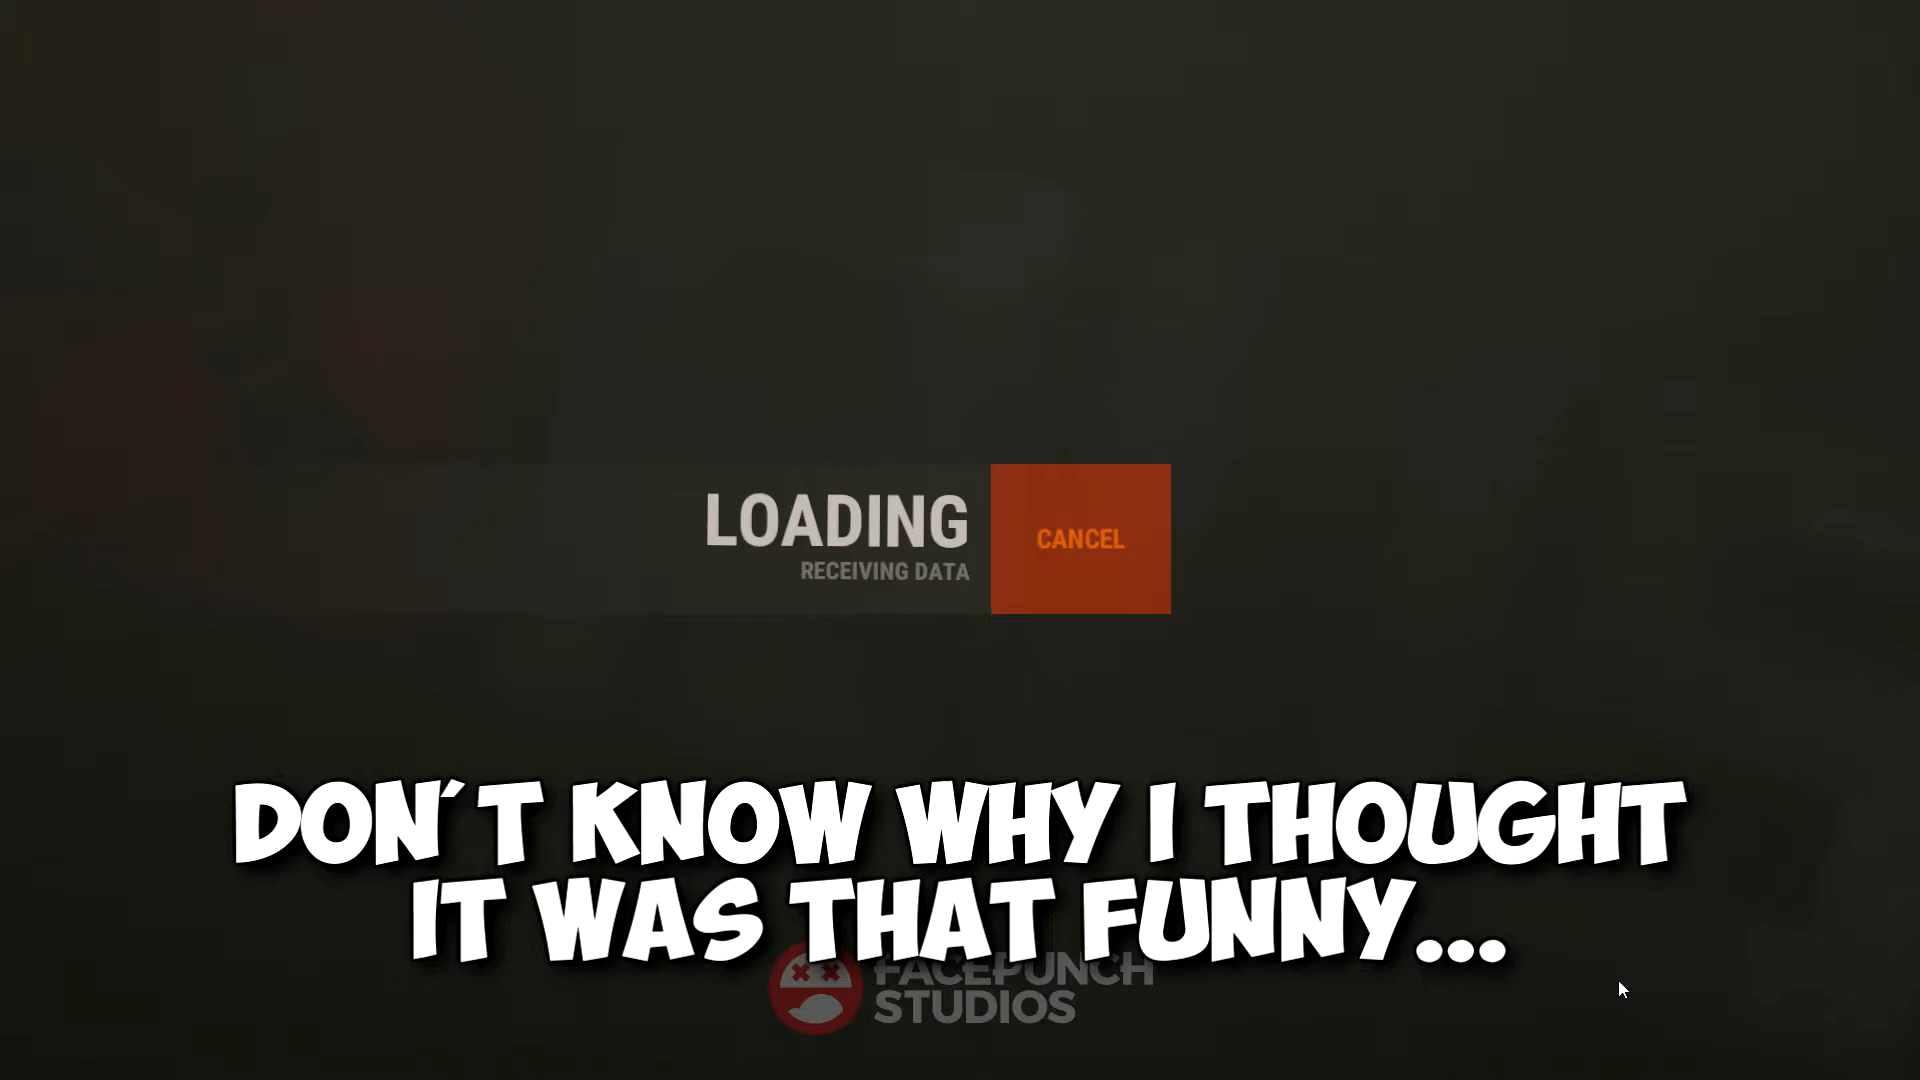 LOADING
CANCEL
RECEIVING DATA
DON'T KNOW WHY I THOUGHT
IT WAS THAT FUNNY...
FACEPUNCH
STUDIOS